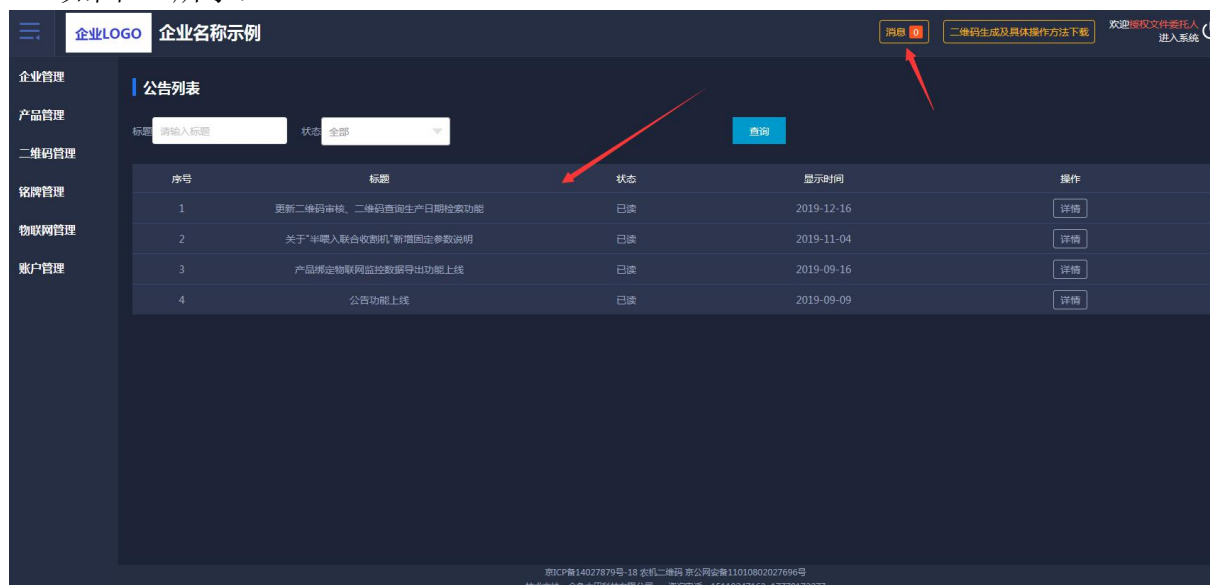 企业LOGO 企业名称示例 消息 0 二维码生成及具体操作方法下载 欢迎授权文件委托人
进入系统
企业管理
产品管理
二维码管理
铭牌管理
物联网管理
账户管理
公告列表
标题 请输入标题 状态 全部 查询
序号 标题 状态 显示时间 操作
1 更新二维码审核、二维码查询生产日期检索功能 已读 2019-12-16 详情
2 关于"半喂入联合收割机"新增固定参数说明 已读 2019-11-04 详情
3 产品绑定物联网监控数据导出功能上线 已读 2019-09-16 详情
4 公告功能上线 已读 2019-09-09 详情
京ICP备14027879号-18 农机二维码 京公网安备11010802027696号